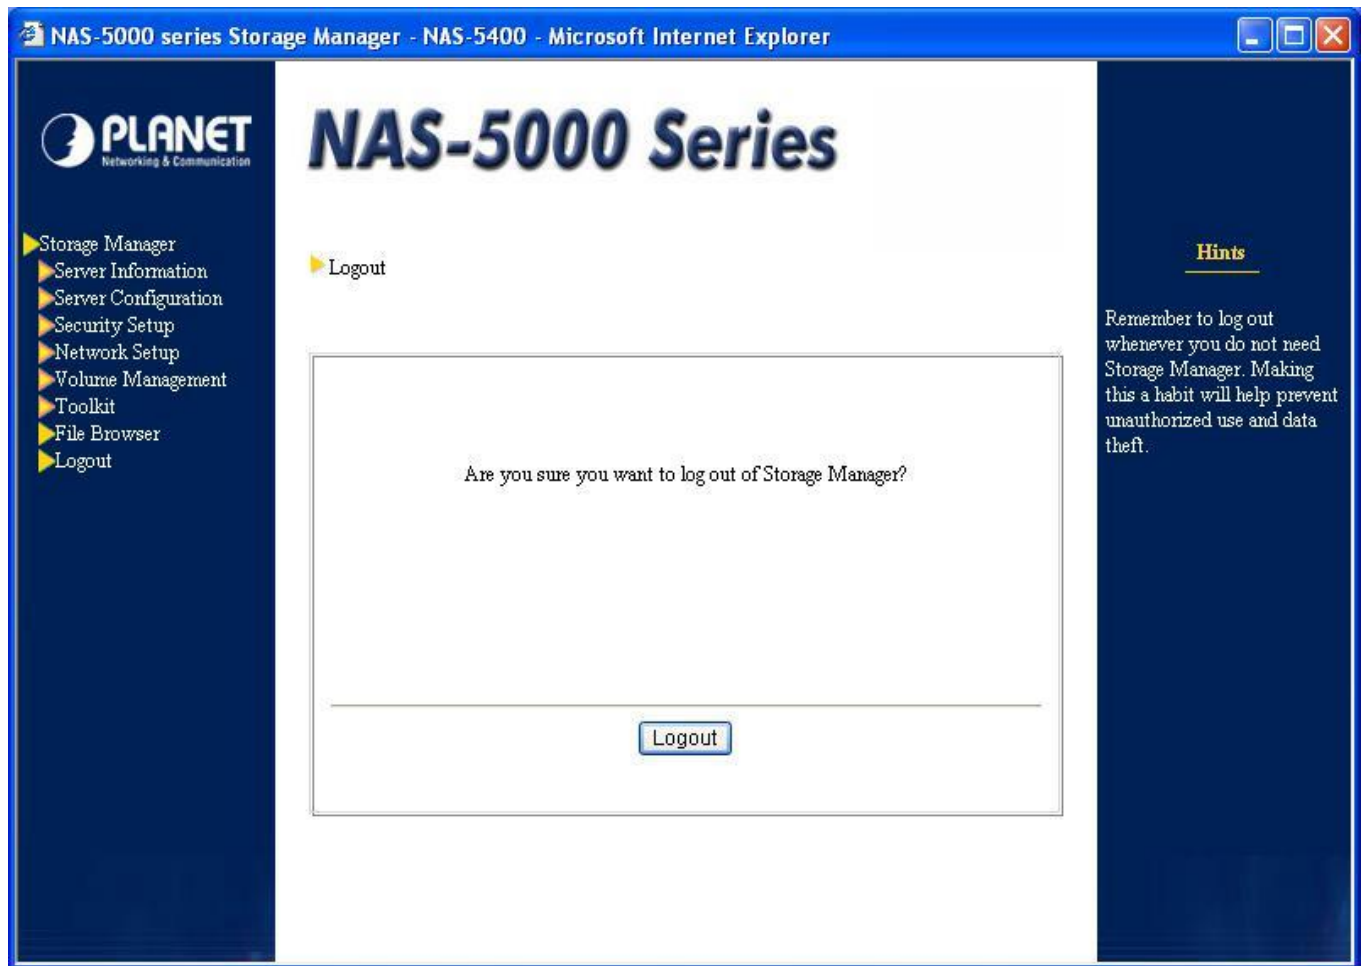 NAS-5000 series Storage Manager - NAS-5400 - Microsoft Internet Explorer
PLANET
Networking & Communication
NAS-5000 Series
Storage Manager
Server Information
Server Configuration
Security Setup
Network Setup
Volume Management
Toolkit
File Browser
Logout
Logout
Are you sure you want to log out of Storage Manager?
Logout
Hints
Remember to log out
whenever you do not need
Storage Manager. Making
this a habit will help prevent
unauthorized use and data
theft.